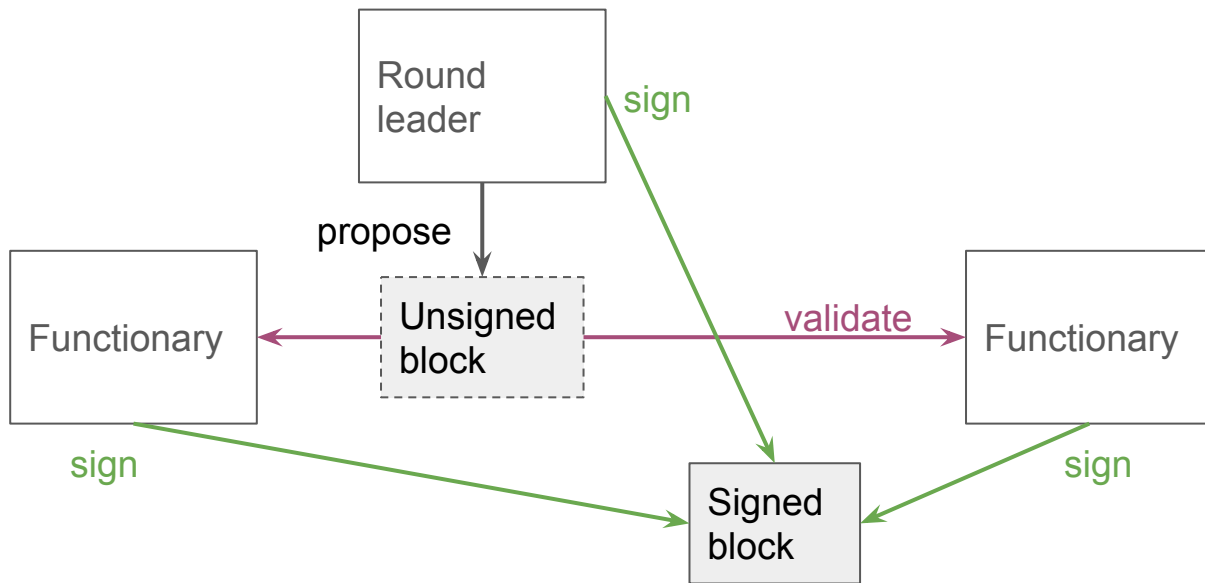 Round
leader
sign
propose
Functionary
Unsigned
block
validate
Functionary
sign
sign
Signed
block